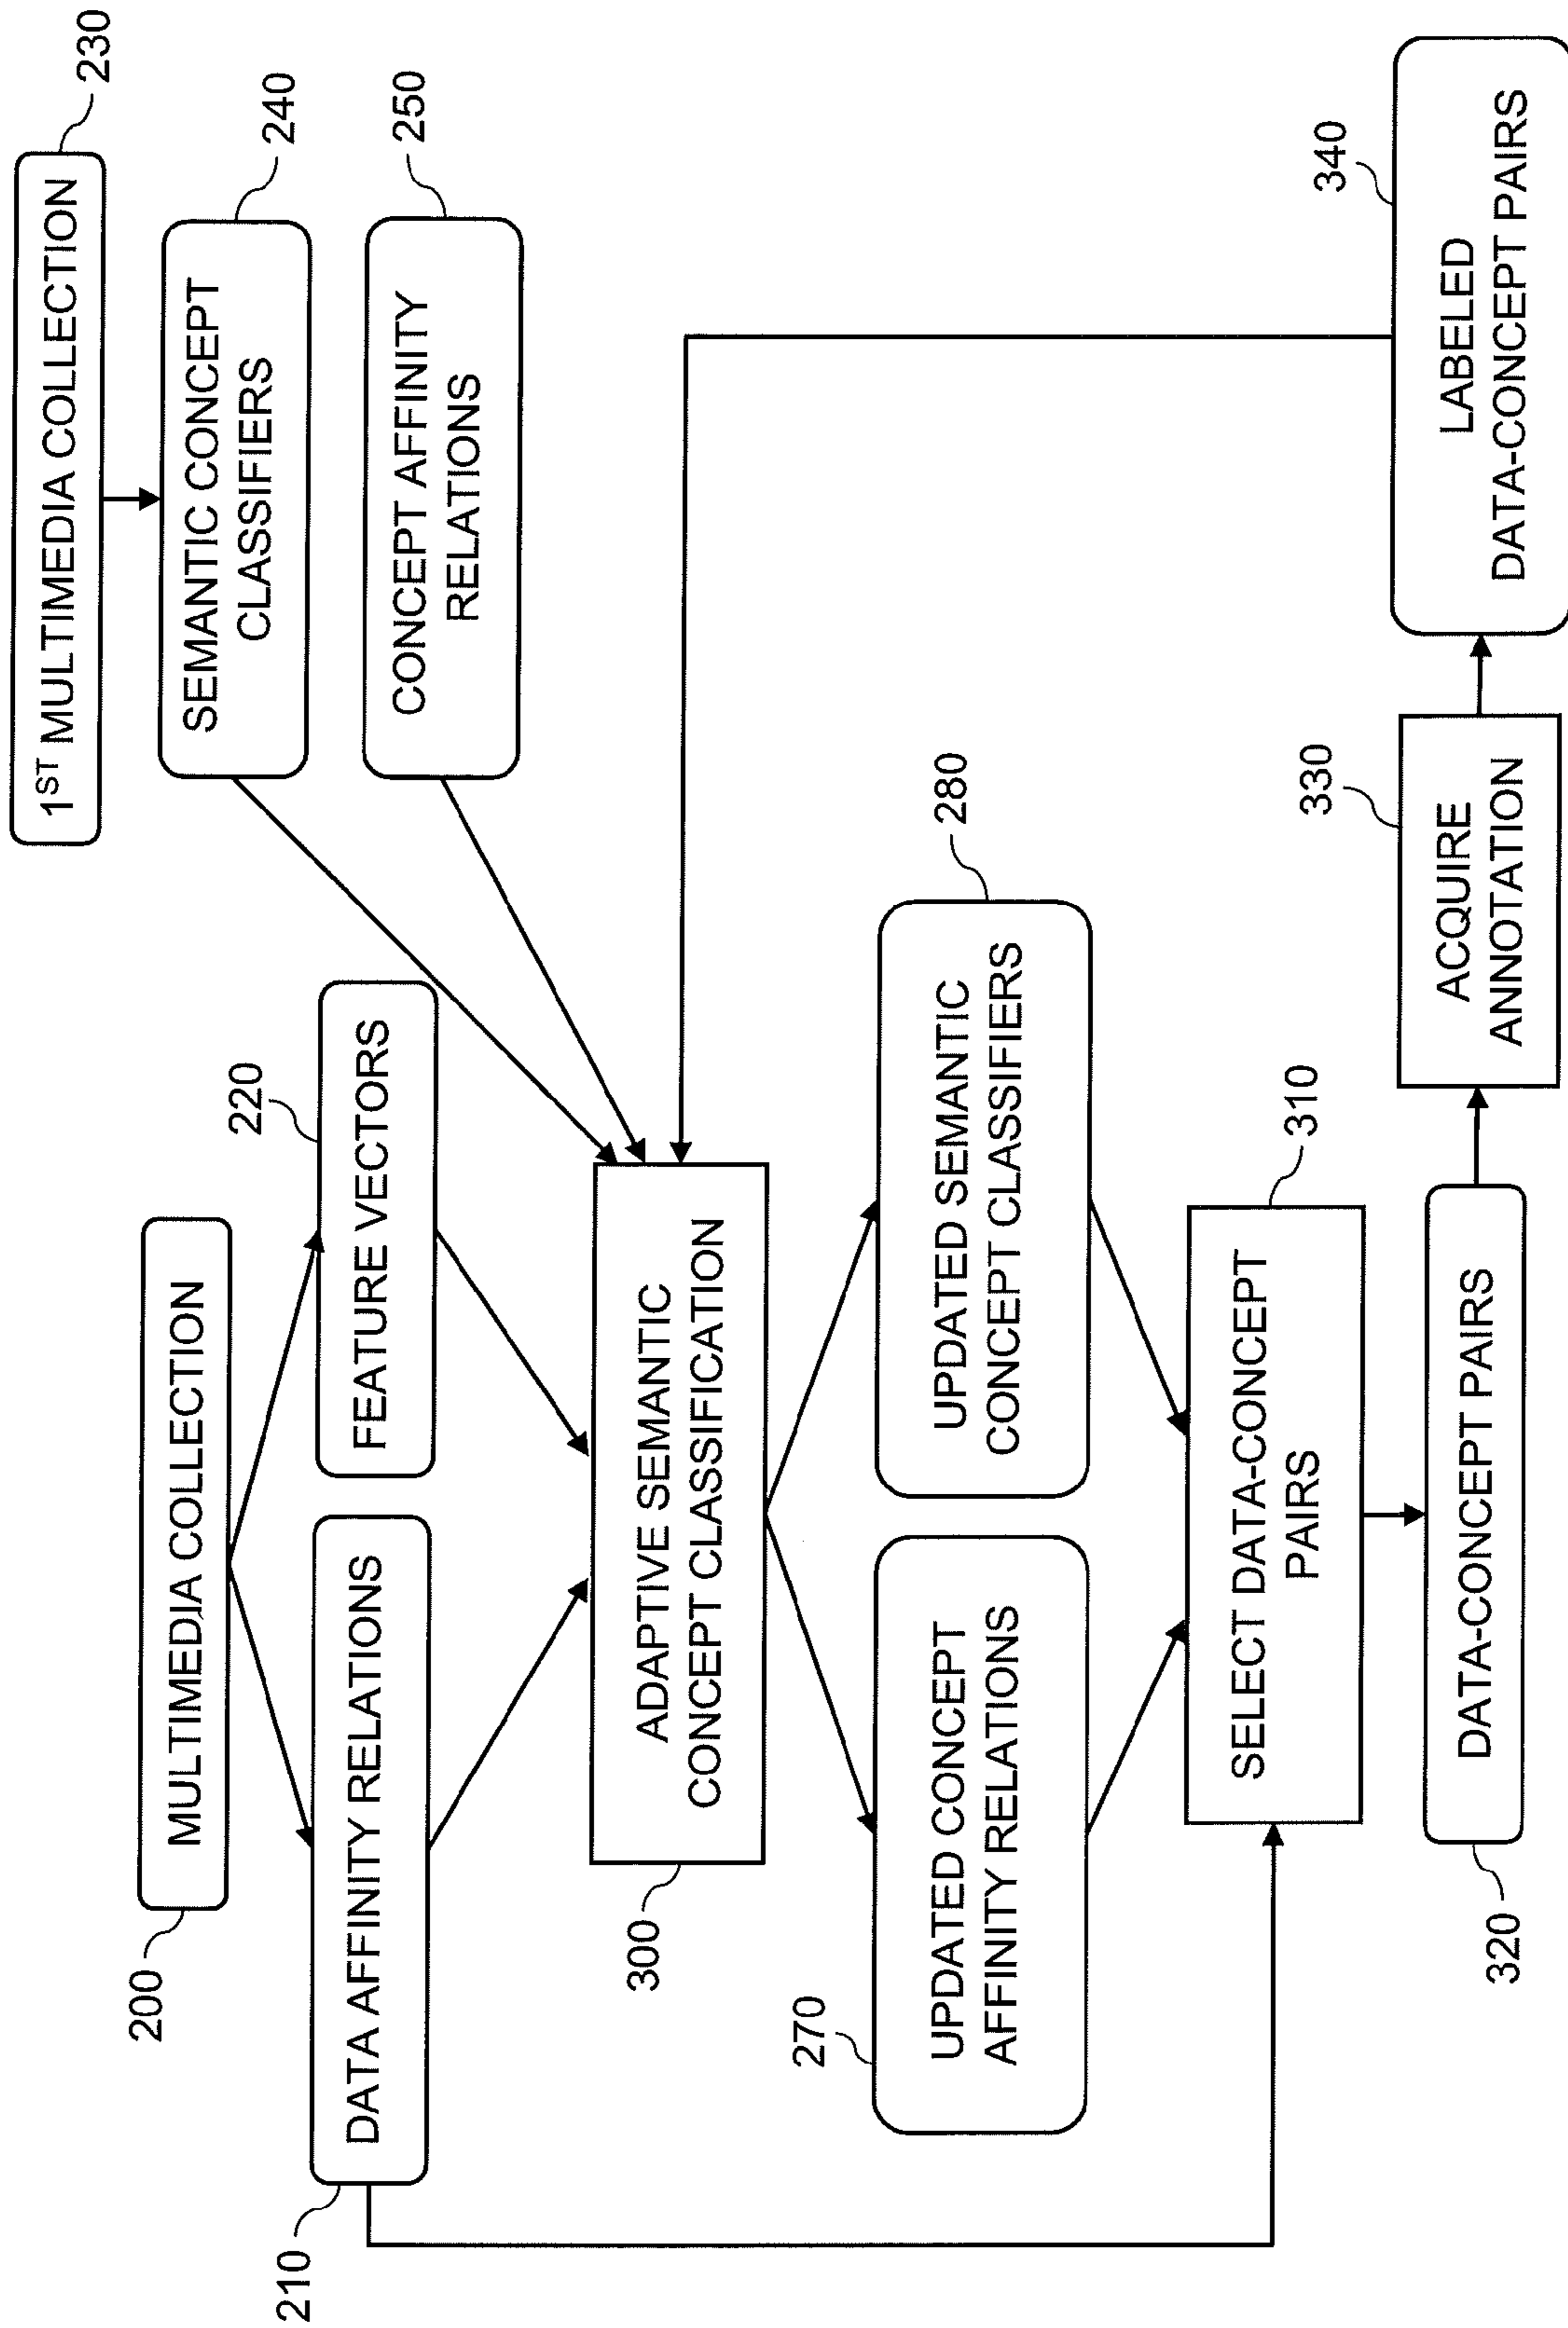 1ST MULTIMEDIA COLLECTION
230
SEMANTIC CONCEPT
CLASSIFIERS
240
CONCEPT AFFINITY
RELATIONS
250
MULTIMEDIA COLLECTION
200
DATA AFFINITY RELATIONS
210
FEATURE VECTORS
220
ADAPTIVE SEMANTIC
CONCEPT CLASSIFICATION
300
UPDATED CONCEPT
AFFINITY RELATIONS
270
UPDATED SEMANTIC
CONCEPT CLASSIFIERS
280
SELECT DATA-CONCEPT
PAIRS
310
DATA-CONCEPT PAIRS
320
ACQUIRE
ANNOTATION
330
LABELED
DATA-CONCEPT PAIRS
340